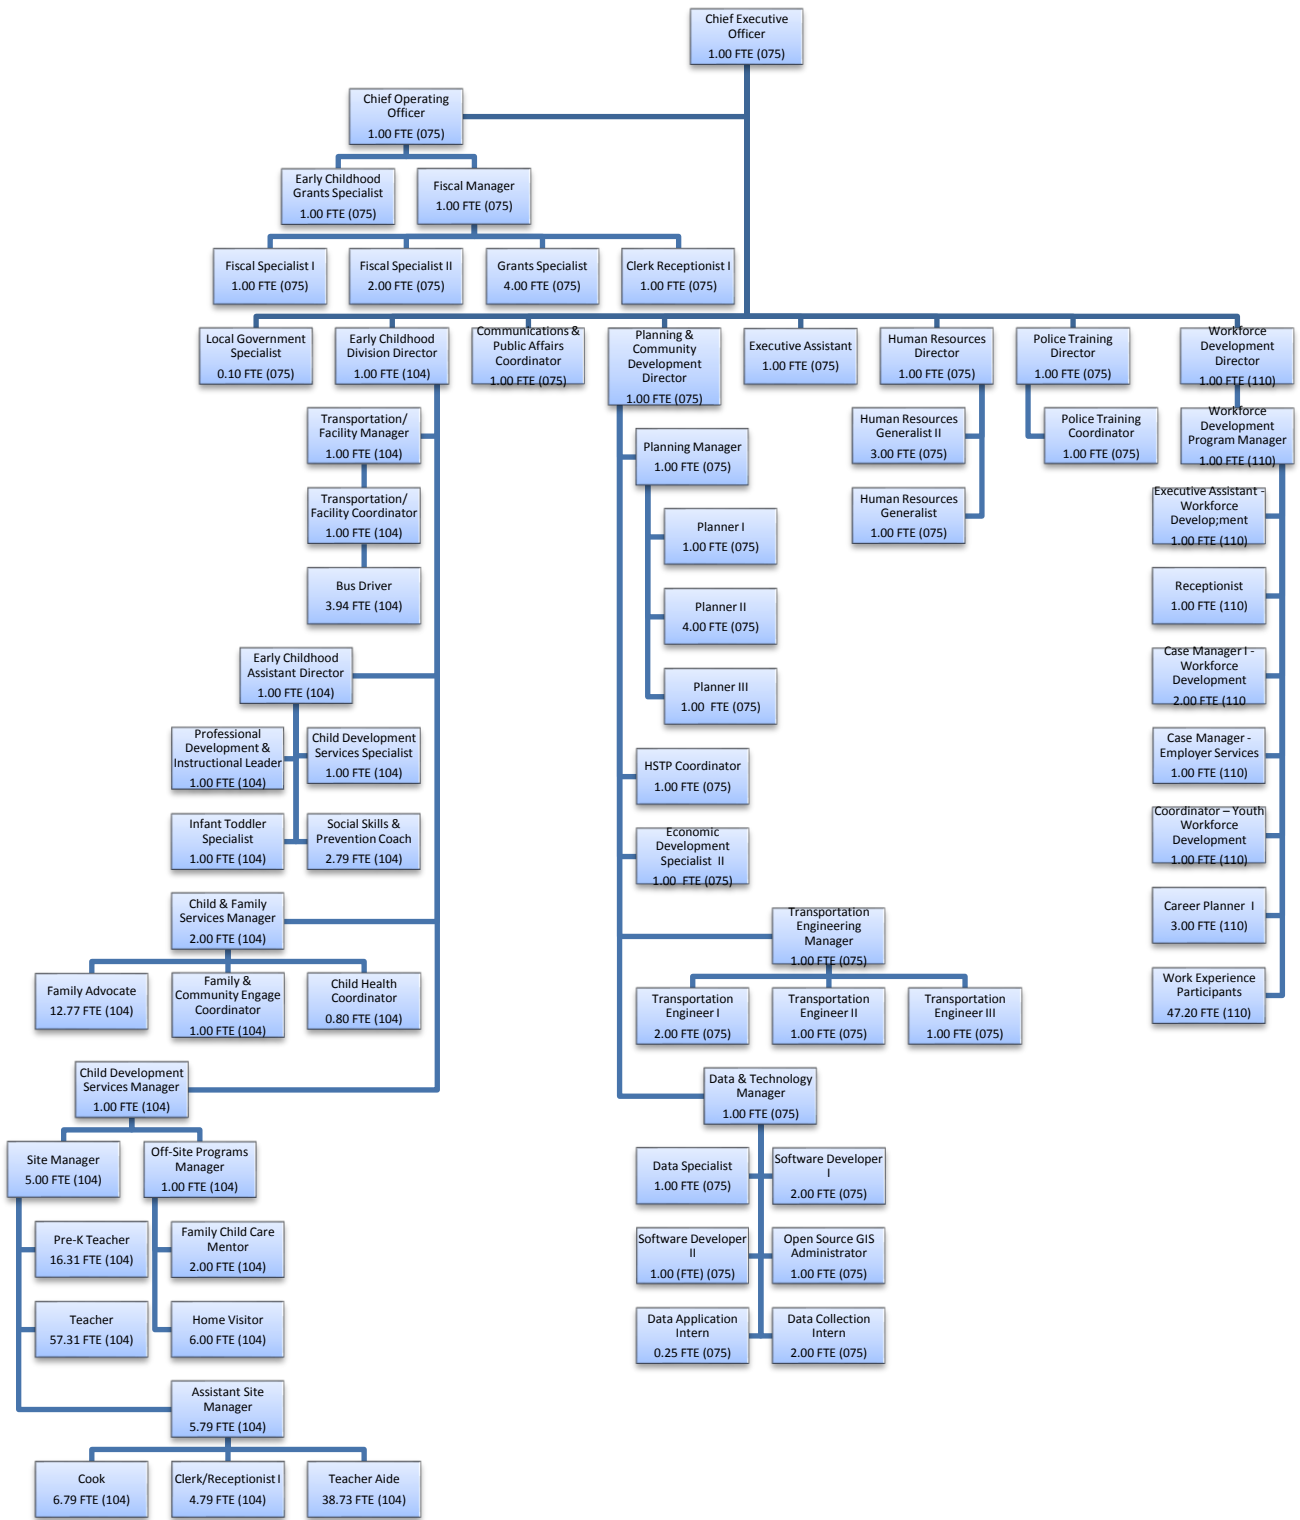 Chief Executive
Officer
1.00 FTE (075)
Chief Operating
Officer
1.00 FTE (075)
Early Childhood
Grants Specialist
1.00 FTE (075)
Fiscal Manager
1.00 FTE (075)
Fiscal Specialist I
1.00 FTE (075)
Fiscal Specialist II
2.00 FTE (075)
Grants Specialist
4.00 FTE (075)
Clerk Receptionist I
1.00 FTE (075)
Local Government
Specialist
0.10 FTE (075)
Early Childhood
Division Director
1.00 FTE (104)
Communications &
Public Affairs
Coordinator
1.00 FTE (075)
Planning &
Community
Development
Director
1.00 FTE (075)
Executive Assistant
1.00 FTE (075)
Human Resources
Director
1.00 FTE (075)
Police Training
Director
1.00 FTE (075)
Workforce
Development
Director
1.00 FTE (110)
Transportation/
Facility Manager
1.00 FTE (104)
Transportation/
Facility Coordinator
1.00 FTE (104)
Bus Driver
3.94 FTE (104)
Early Childhood
Assistant Director
1.00 FTE (104)
Professional
Development &
Instructional Leader
1.00 FTE (104)
Child Development
Services Specialist
1.00 FTE (104)
Infant Toddler
Specialist
1.00 FTE (104)
Social Skills &
Prevention Coach
2.79 FTE (104)
Child & Family
Services Manager
2.00 FTE (104)
Family Advocate
12.77 FTE (104)
Family &
Community Engage
Coordinator
1.00 FTE (104)
Child Health
Coordinator
0.80 FTE (104)
Child Development
Services Manager
1.00 FTE (104)
Site Manager
5.00 FTE (104)
Off-Site Programs
Manager
1.00 FTE (104)
Pre-K Teacher
16.31 FTE (104)
Family Child Care
Mentor
2.00 FTE (104)
Teacher
57.31 FTE (104)
Home Visitor
6.00 FTE (104)
Assistant Site
Manager
5.79 FTE (104)
Cook
6.79 FTE (104)
Clerk/Receptionist I
4.79 FTE (104)
Teacher Aide
38.73 FTE (104)
Planning Manager
1.00 FTE (075)
Planner I
1.00 FTE (075)
Planner II
4.00 FTE (075)
Planner III
1.00 FTE (075)
HSTP Coordinator
1.00 FTE (075)
Economic
Development
Specialist II
1.00 FTE (075)
Transportation
Engineering
Manager
1.00 FTE (075)
Transportation
Engineer I
2.00 FTE (075)
Transportation
Engineer II
1.00 FTE (075)
Transportation
Engineer III
1.00 FTE (075)
Data & Technology
Manager
1.00 FTE (075)
Data Specialist
1.00 FTE (075)
Software Developer
I
2.00 FTE (075)
Software Developer
II
1.00 (FTE) (075)
Open Source GIS
Administrator
1.00 FTE (075)
Data Application
Intern
0.25 FTE (075)
Data Collection
Intern
2.00 FTE (075)
Human Resources
Generalist II
3.00 FTE (075)
Human Resources
Generalist
1.00 FTE (075)
Police Training
Coordinator
1.00 FTE (075)
Workforce
Development
Program Manager
1.00 FTE (110)
Executive Assistant -
Workforce
Develop;ment
1.00 FTE (110)
Receptionist
1.00 FTE (110)
Case Manager I -
Workforce
Development
2.00 FTE (110
Case Manager -
Employer Services
1.00 FTE (110)
Coordinator – Youth
Workforce
Development
1.00 FTE (110)
Career Planner I
3.00 FTE (110)
Work Experience
Participants
47.20 FTE (110)